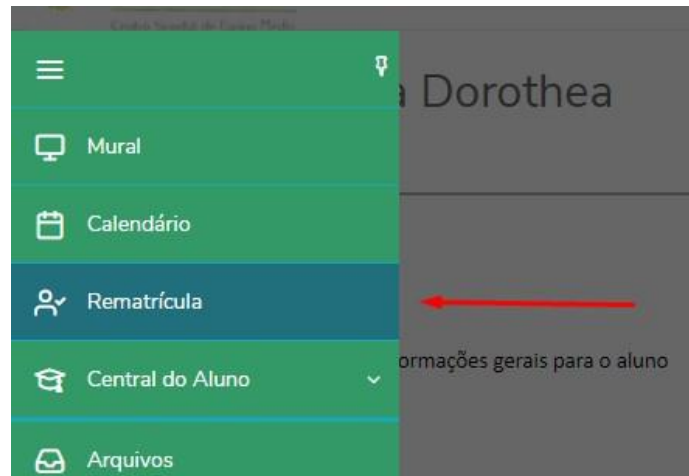 a Dorothea
Mural
Calendário
Rematrícula
Central do Aluno
ormações gerais para o aluno
Arquivos